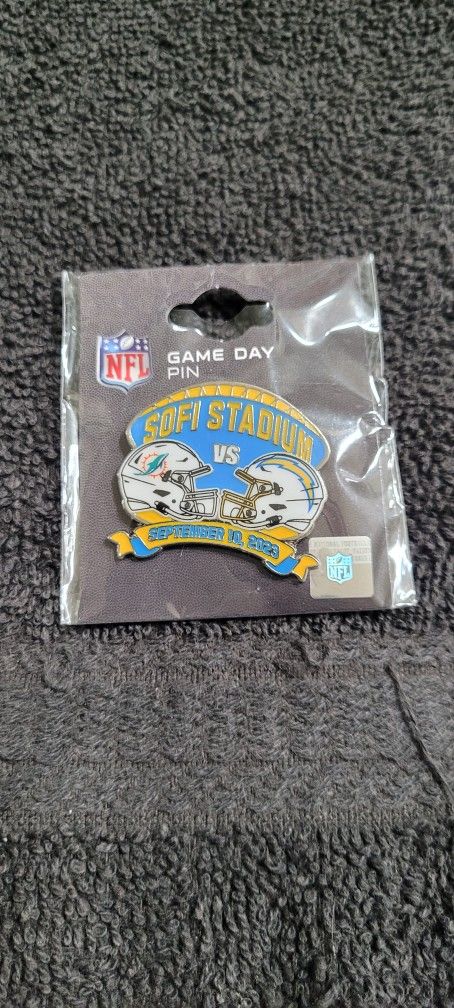 NFL
GAME DAY
PIN
SOFI STADIUM
VS
SEPTEMBER 10, 2023
NFL